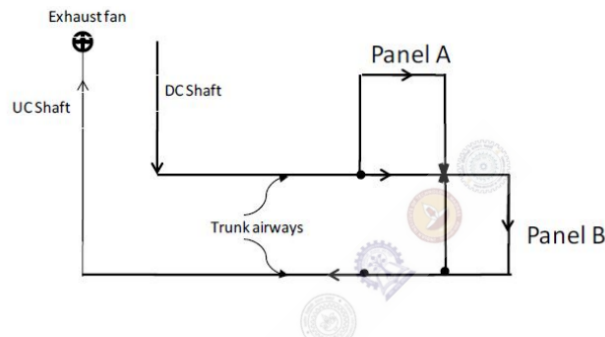 Exhaust fan
Panel A
DC Shaft
UC Shaft
Trunk airways
Panel B